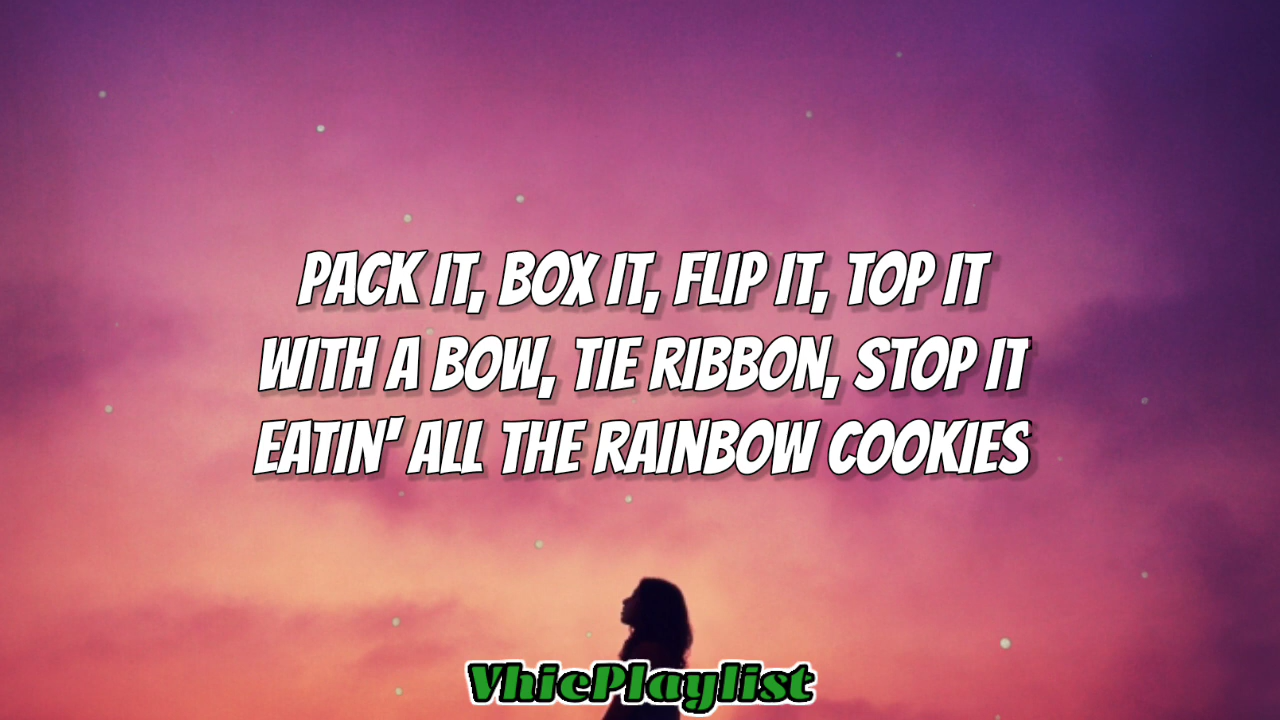 PACK IT, BOX IT, FLIP IT, TOP IT
WITH A BOW, TIE RIBBON, STOP IT
EATIN' ALL THE RAINBOW COOKIES
VhicPlaylist